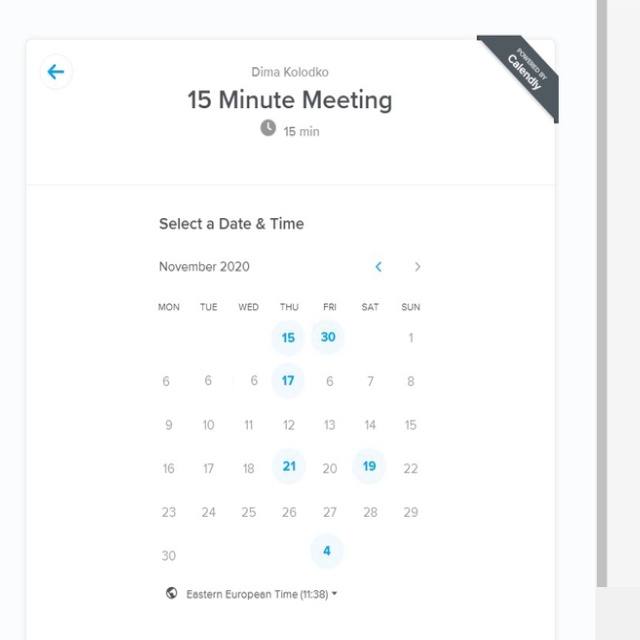 Dima Kolodko
POWERED BY
Calendly
15 Minute Meeting
15 min
Select a Date & Time
November 2020
MON TUE WED THU FRI SAT SUN
15 30 1
6 6 6 17 6 7 8
9 10 11 12 13 14 15
16 17 18 21 20 19 22
23 24 25 26 27 28 29
30 4
Eastern European Time (11:38)